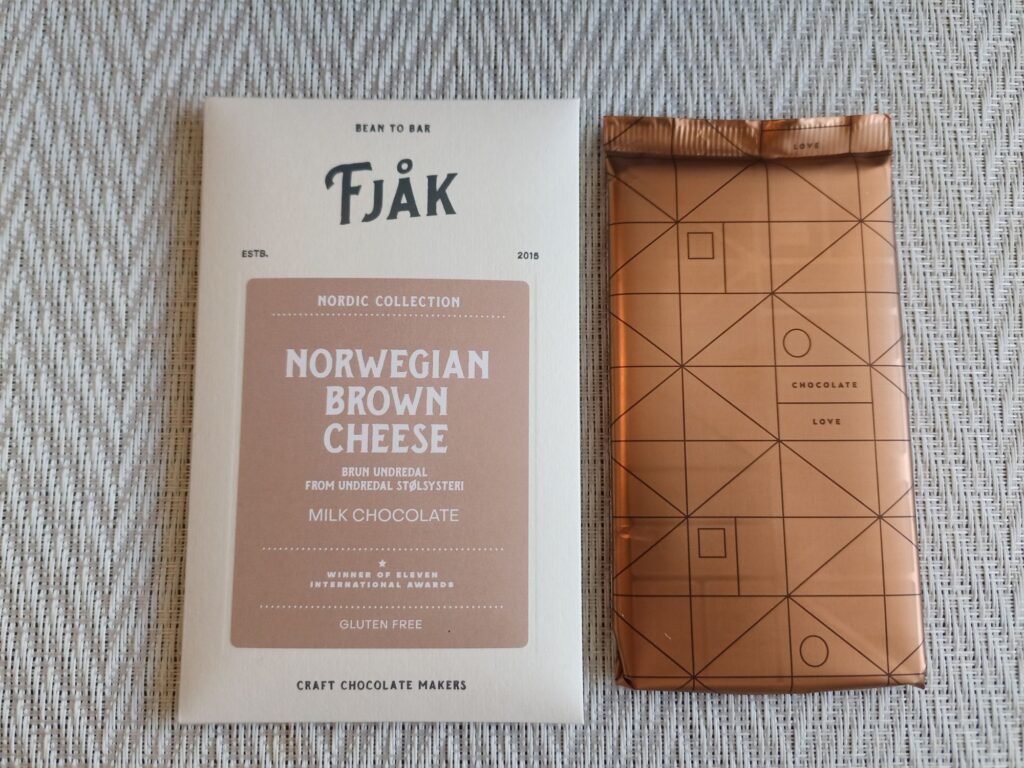 BEAN TO BAR
FJÅK
ESTB. 2015
NORDIC COLLECTION
NORWEGIAN
BROWN
CHEESE
BRUN UNDREDAL
FROM UNDREDAL STØLSYSTERI
MILK CHOCOLATE
WINNER OF ELEVEN
INTERNATIONAL AWARDS
GLUTEN FREE
CRAFT CHOCOLATE MAKERS
LOVE
CHOCOLATE
LOVE